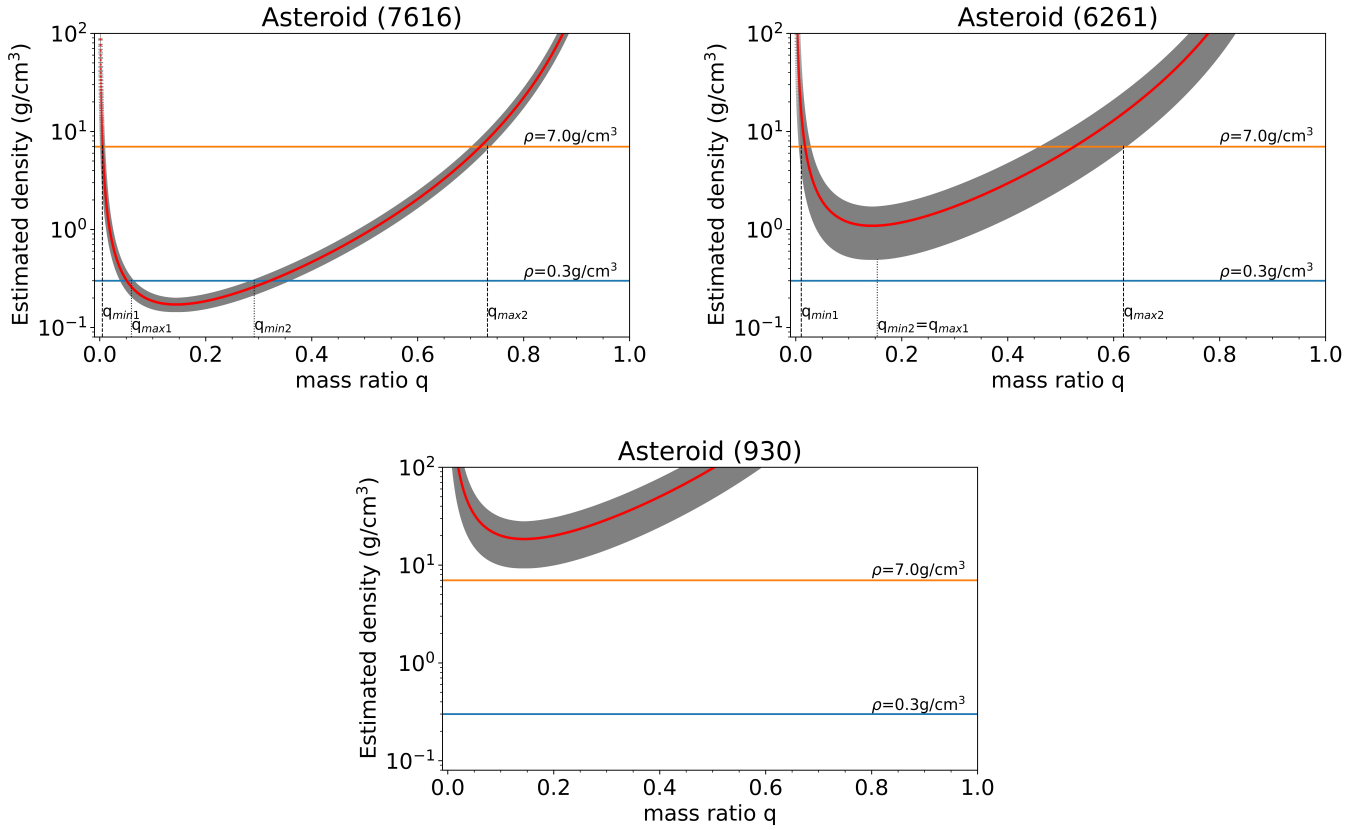 Asteroid (7616)
Estimated density (g/cm³)
10²
10¹
10⁰
10⁻¹
ρ=7.0g/cm³
ρ=0.3g/cm³
q_min1
q_max1
q_min2
q_max2
0.0 0.2 0.4 0.6 0.8 1.0
mass ratio q
Asteroid (6261)
Estimated density (g/cm³)
10²
10¹
10⁰
10⁻¹
ρ=7.0g/cm³
ρ=0.3g/cm³
q_min1
q_min2=q_max1
q_max2
0.0 0.2 0.4 0.6 0.8 1.0
mass ratio q
Asteroid (930)
Estimated density (g/cm³)
10²
10¹
10⁰
10⁻¹
ρ=7.0g/cm³
ρ=0.3g/cm³
0.0 0.2 0.4 0.6 0.8 1.0
mass ratio q